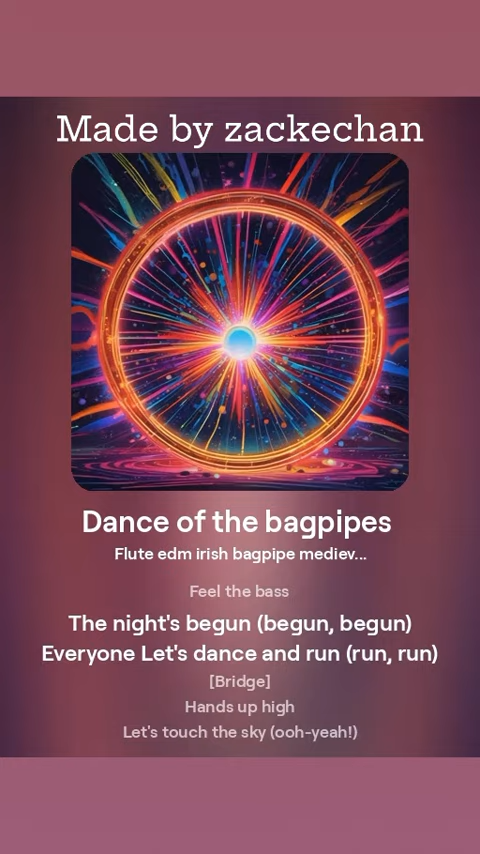 Made by zackechan
Dance of the bagpipes
Flute edm irish bagpipe mediev...
Feel the bass
The night's begun (begun, begun)
Everyone Let's dance and run (run, run)
[Bridge]
Hands up high
Let's touch the sky (ooh-yeah!)